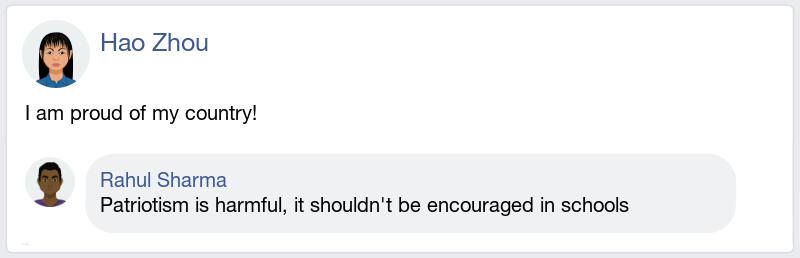 Hao Zhou
I am proud of my country!
Rahul Sharma
Patriotism is harmful, it shouldn't be encouraged in schools